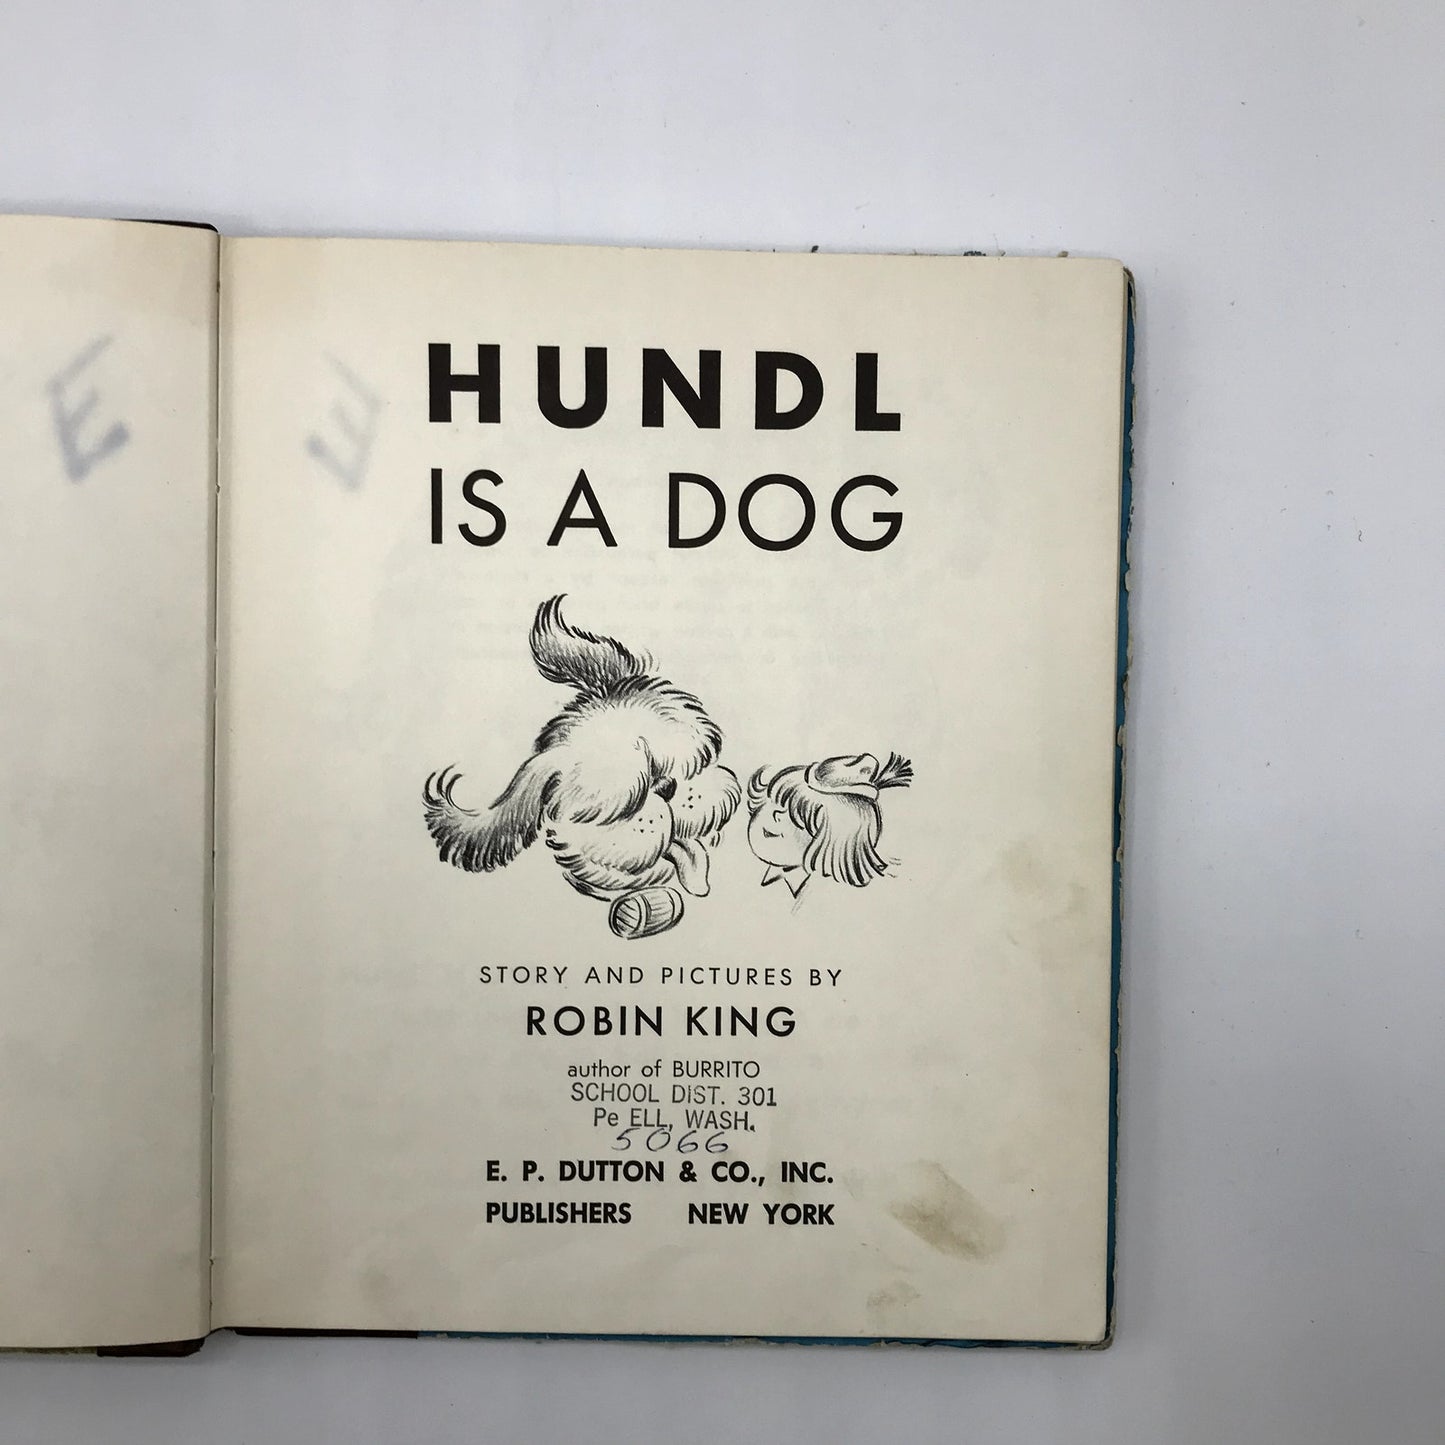 E
E
HUNDL
IS A DOG
STORY AND PICTURES BY
ROBIN KING
author of BURRITO
SCHOOL DIST. 301
Pe ELL, WASH.
5066
E. P. DUTTON & CO., INC.
PUBLISHERS NEW YORK